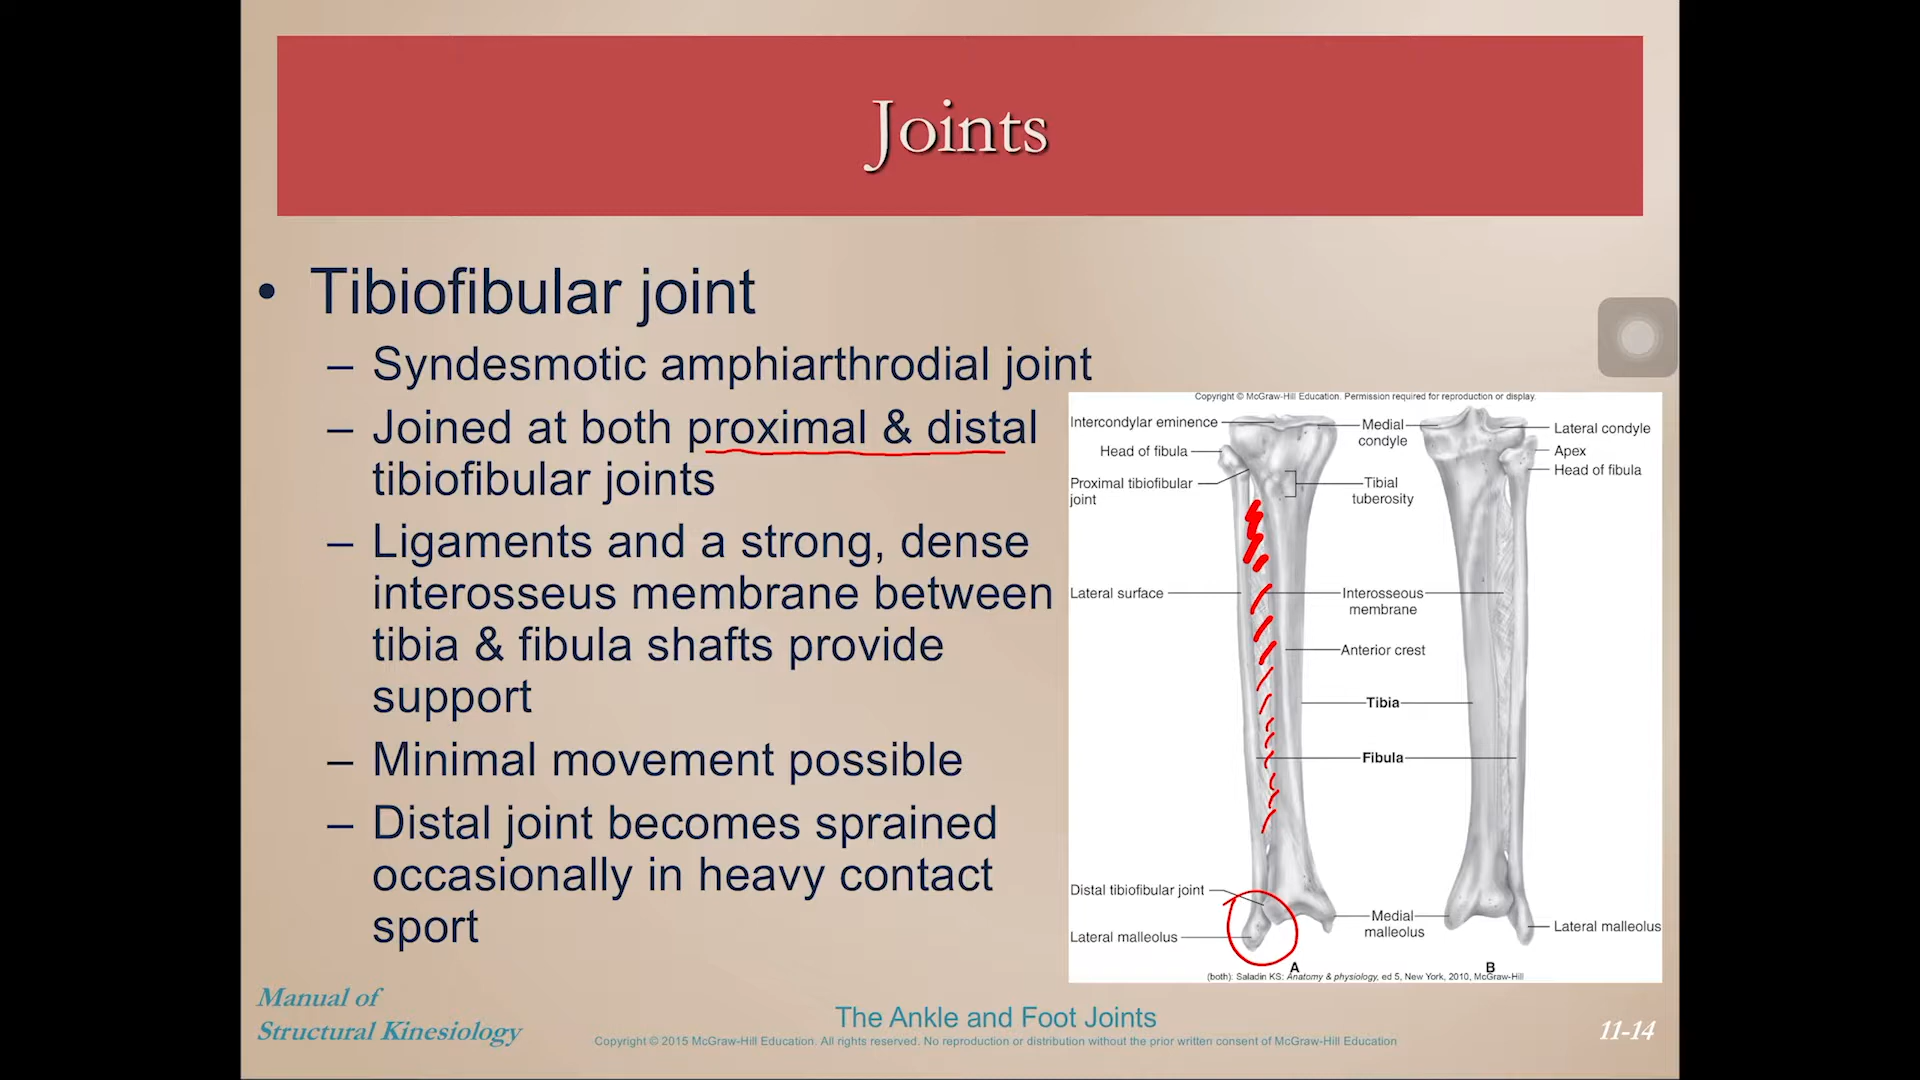 Joints
• Tibiofibular joint
– Syndesmotic amphiarthrodial joint
– Joined at both proximal & distal
tibiofibular joints
– Ligaments and a strong, dense
interosseus membrane between
tibia & fibula shafts provide
support
– Minimal movement possible
– Distal joint becomes sprained
occasionally in heavy contact
sport
Copyright © McGraw-Hill Education. Permission required for reproduction or display.
Intercondylar eminence
Head of fibula
Proximal tibiofibular
joint
Lateral surface
Distal tibiofibular joint
Lateral malleolus
Medial
condyle
Tibial
tuberosity
Interosseous
membrane
Anterior crest
Tibia
Fibula
Medial
malleolus
Lateral condyle
Apex
Head of fibula
Lateral malleolus
A
B
(both): Saladin KS: Anatomy & physiology, ed 5, New York, 2010, McGraw-Hill
Manual of
Structural Kinesiology
The Ankle and Foot Joints
Copyright © 2015 McGraw-Hill Education. All rights reserved. No reproduction or distribution without the prior written consent of McGraw-Hill Education
11-14